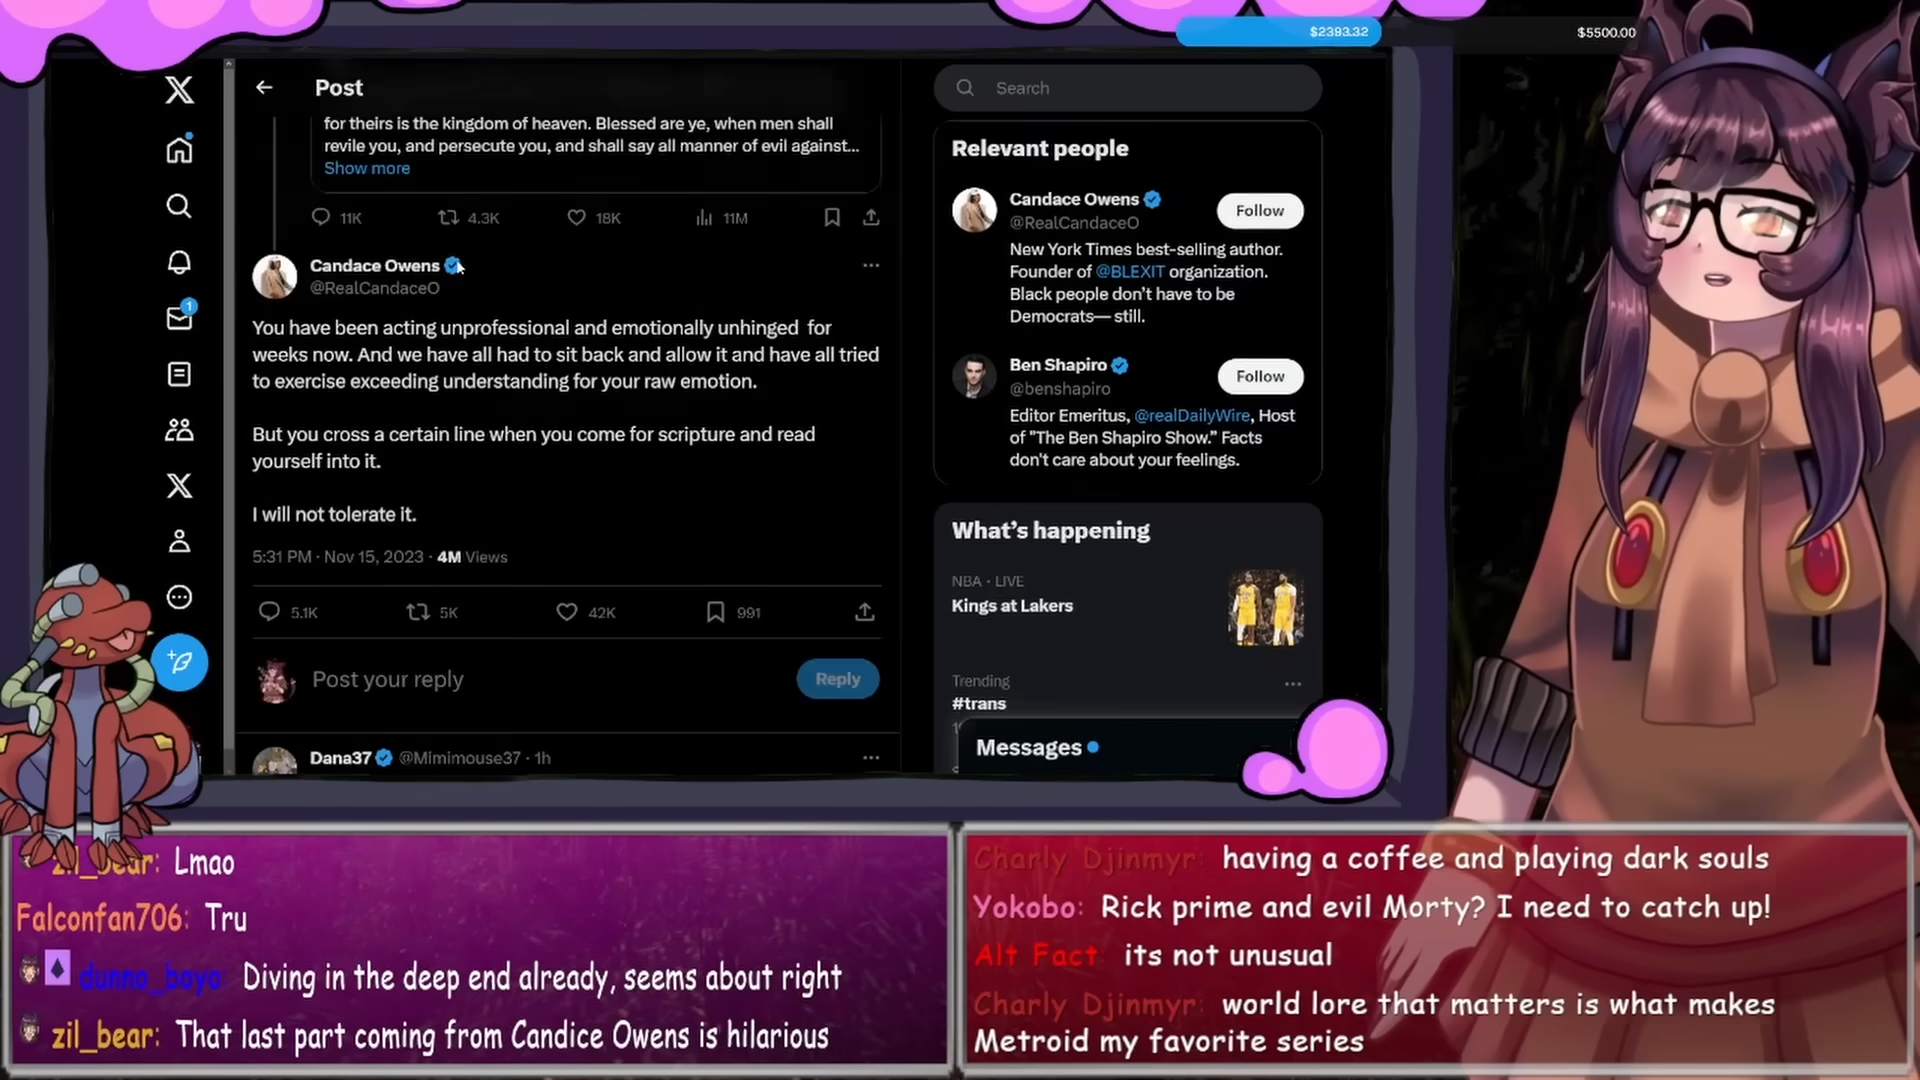 $2393.32
$5500.00
Post
for theirs is the kingdom of heaven. Blessed are ye, when men shall
revile you, and persecute you, and shall say all manner of evil against...
Show more
11K 4.3K 18K 11M
Candace Owens
@RealCandaceO
You have been acting unprofessional and emotionally unhinged for
weeks now. And we have all had to sit back and allow it and have all tried
to exercise exceeding understanding for your raw emotion.
But you cross a certain line when you come for scripture and read
yourself into it.
I will not tolerate it.
5:31 PM · Nov 15, 2023 · 4M Views
5.1K 5K 42K 991
Post your reply
Reply
Dana37 @Mimimouse37 · 1h
1
Search
Relevant people
Candace Owens
@RealCandaceO
Follow
New York Times best-selling author.
Founder of @BLEXIT organization.
Black people don't have to be
Democrats— still.
Ben Shapiro
@benshapiro
Follow
Editor Emeritus, @realDailyWire, Host
of "The Ben Shapiro Show." Facts
don't care about your feelings.
What's happening
NBA · LIVE
Kings at Lakers
Trending
#trans
Messages
zil_bear: Lmao
Falconfan706: Tru
dunno_boyo Diving in the deep end already, seems about right
zil_bear: That last part coming from Candice Owens is hilarious
Charly Djinmyr: having a coffee and playing dark souls
Yokobo: Rick prime and evil Morty? I need to catch up!
Alt Fact: its not unusual
Charly Djinmyr: world lore that matters is what makes
Metroid my favorite series